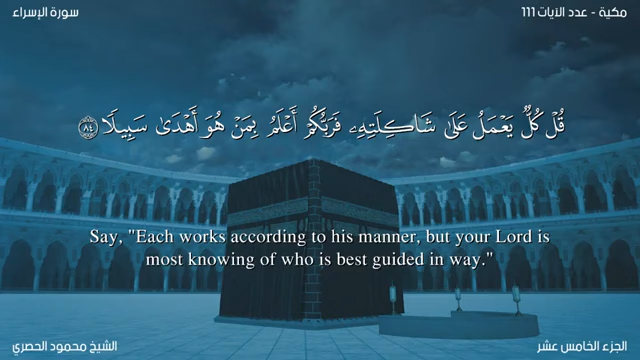 مكية - عدد الآيات 111
سورة الإسراء
قُلْ كُلٌّ يَعْمَلُ عَلَىٰ شَاكِلَتِهِۦ فَرَبُّكُمْ أَعْلَمُ بِمَنْ هُوَ أَهْدَىٰ سَبِيلًا ٨٤
Say, "Each works according to his manner, but your Lord is
most knowing of who is best guided in way."
الجزء الخامس عشر
الشيخ محمود الحصري